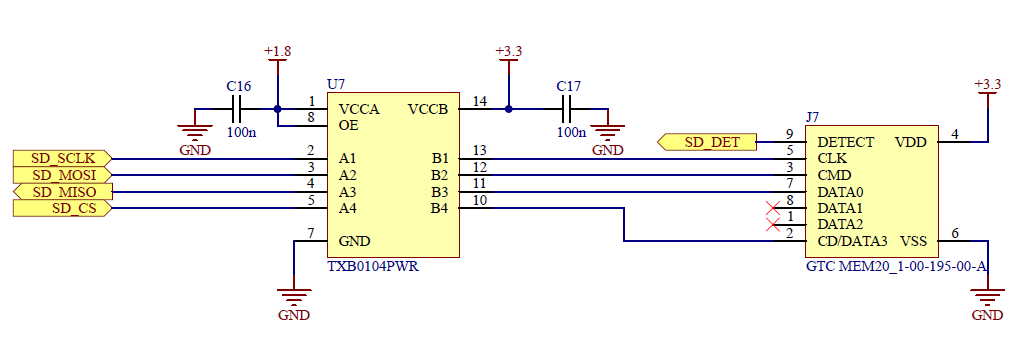 +1.8
+3.3
+3.3
C16
U7
C17
100n
100n
GND
GND
1
VCCA
VCCB
14
8
OE
J7
SD_DET
9
DETECT
VDD
4
SD_SCLK
2
A1
B1
13
5
CLK
SD_MOSI
3
A2
B2
12
3
CMD
SD_MISO
4
A3
B3
11
7
DATA0
SD_CS
5
A4
B4
10
8
DATA1
1
DATA2
7
GND
2
CD/DATA3
VSS
6
TXB0104PWR
GTC MEM20_1-00-195-00-A
GND
GND